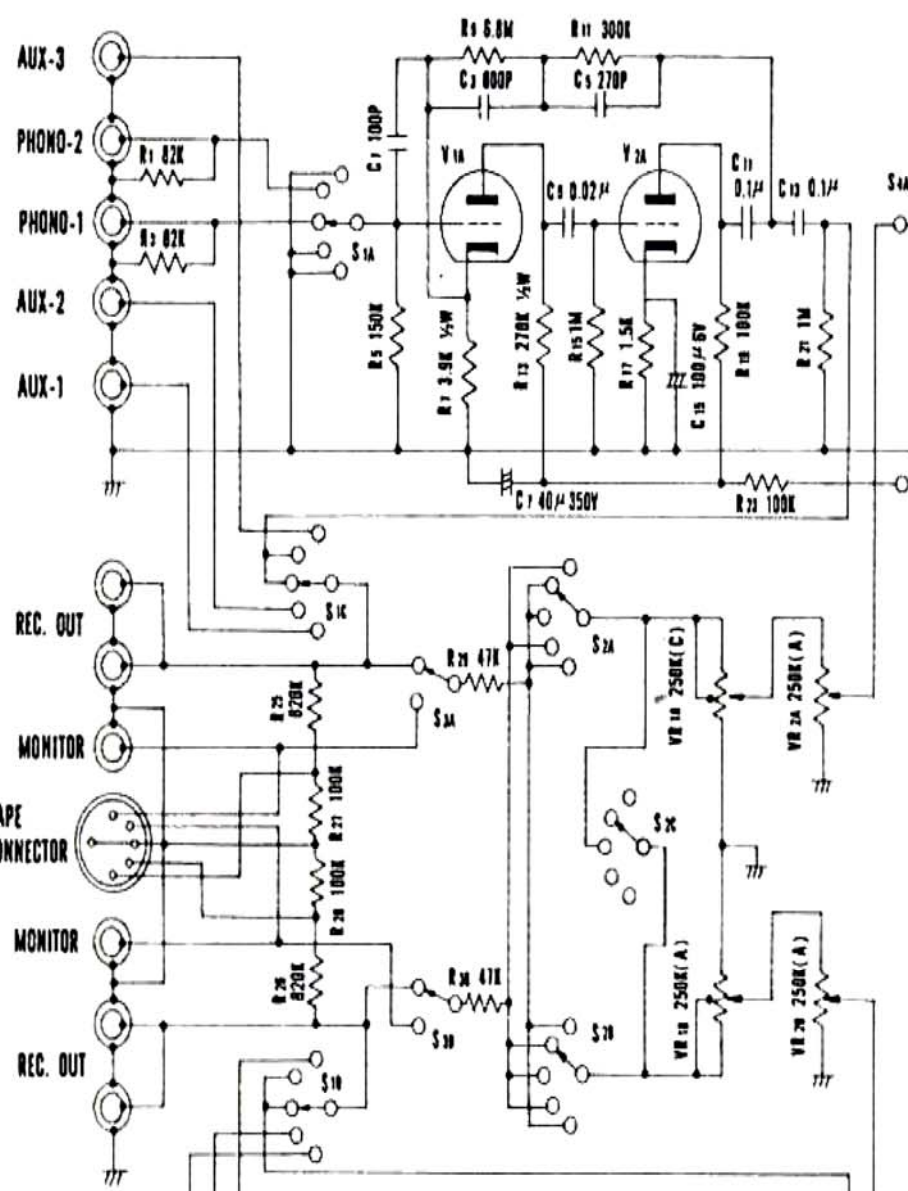 AUX-3
PHONO-2
PHONO-1
AUX-2
AUX-1
REC. OUT
MONITOR
APE
ONNECTOR
MONITOR
REC. OUT
R1 82K
R3 82K
S1A
C1 100P
R9 6.8M
C3 800P
R11 300K
C5 270P
V1A
V2A
C9 0.02μ
C11 0.1μ
C13 0.1μ
S4A
R5 150K
R7 3.9K ½W
R13 270K ½W
R15 1M
R17 1.5K
C15 100μ6V
R19 100K
R21 1M
C7 40μ350V
R23 100K
S1C
R29 47K
S2A
R25 820K
S3A
VR1A 250K(C)
VR2A 250K(A)
R27 100K
S2C
R28 100K
R26 820K
R30 47K
S3B
S2B
VR1B 250K(A)
VR2B 250K(A)
S1D